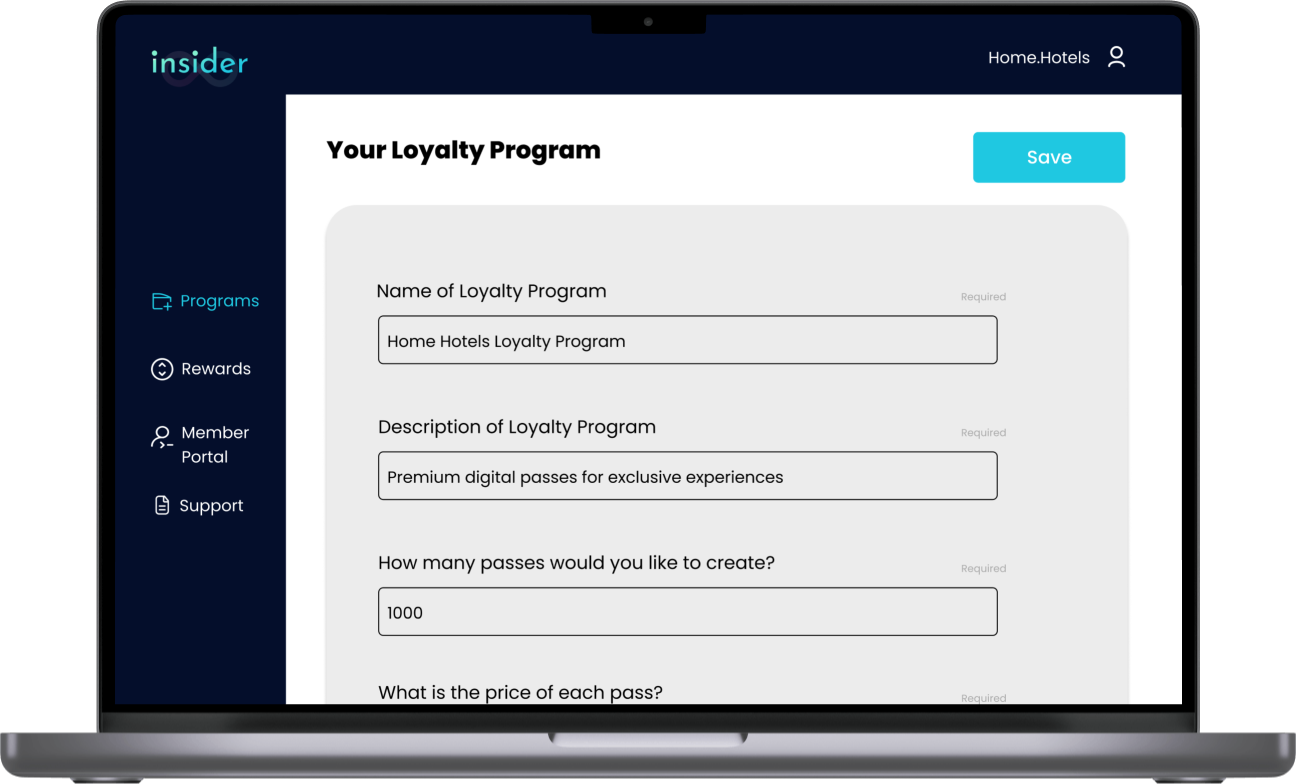 insider
Home.Hotels
Your Loyalty Program
Save
Programs
Rewards
Member
Portal
Support
Name of Loyalty Program
Required
Home Hotels Loyalty Program
Description of Loyalty Program
Required
Premium digital passes for exclusive experiences
How many passes would you like to create?
Required
1000
What is the price of each pass?
Required